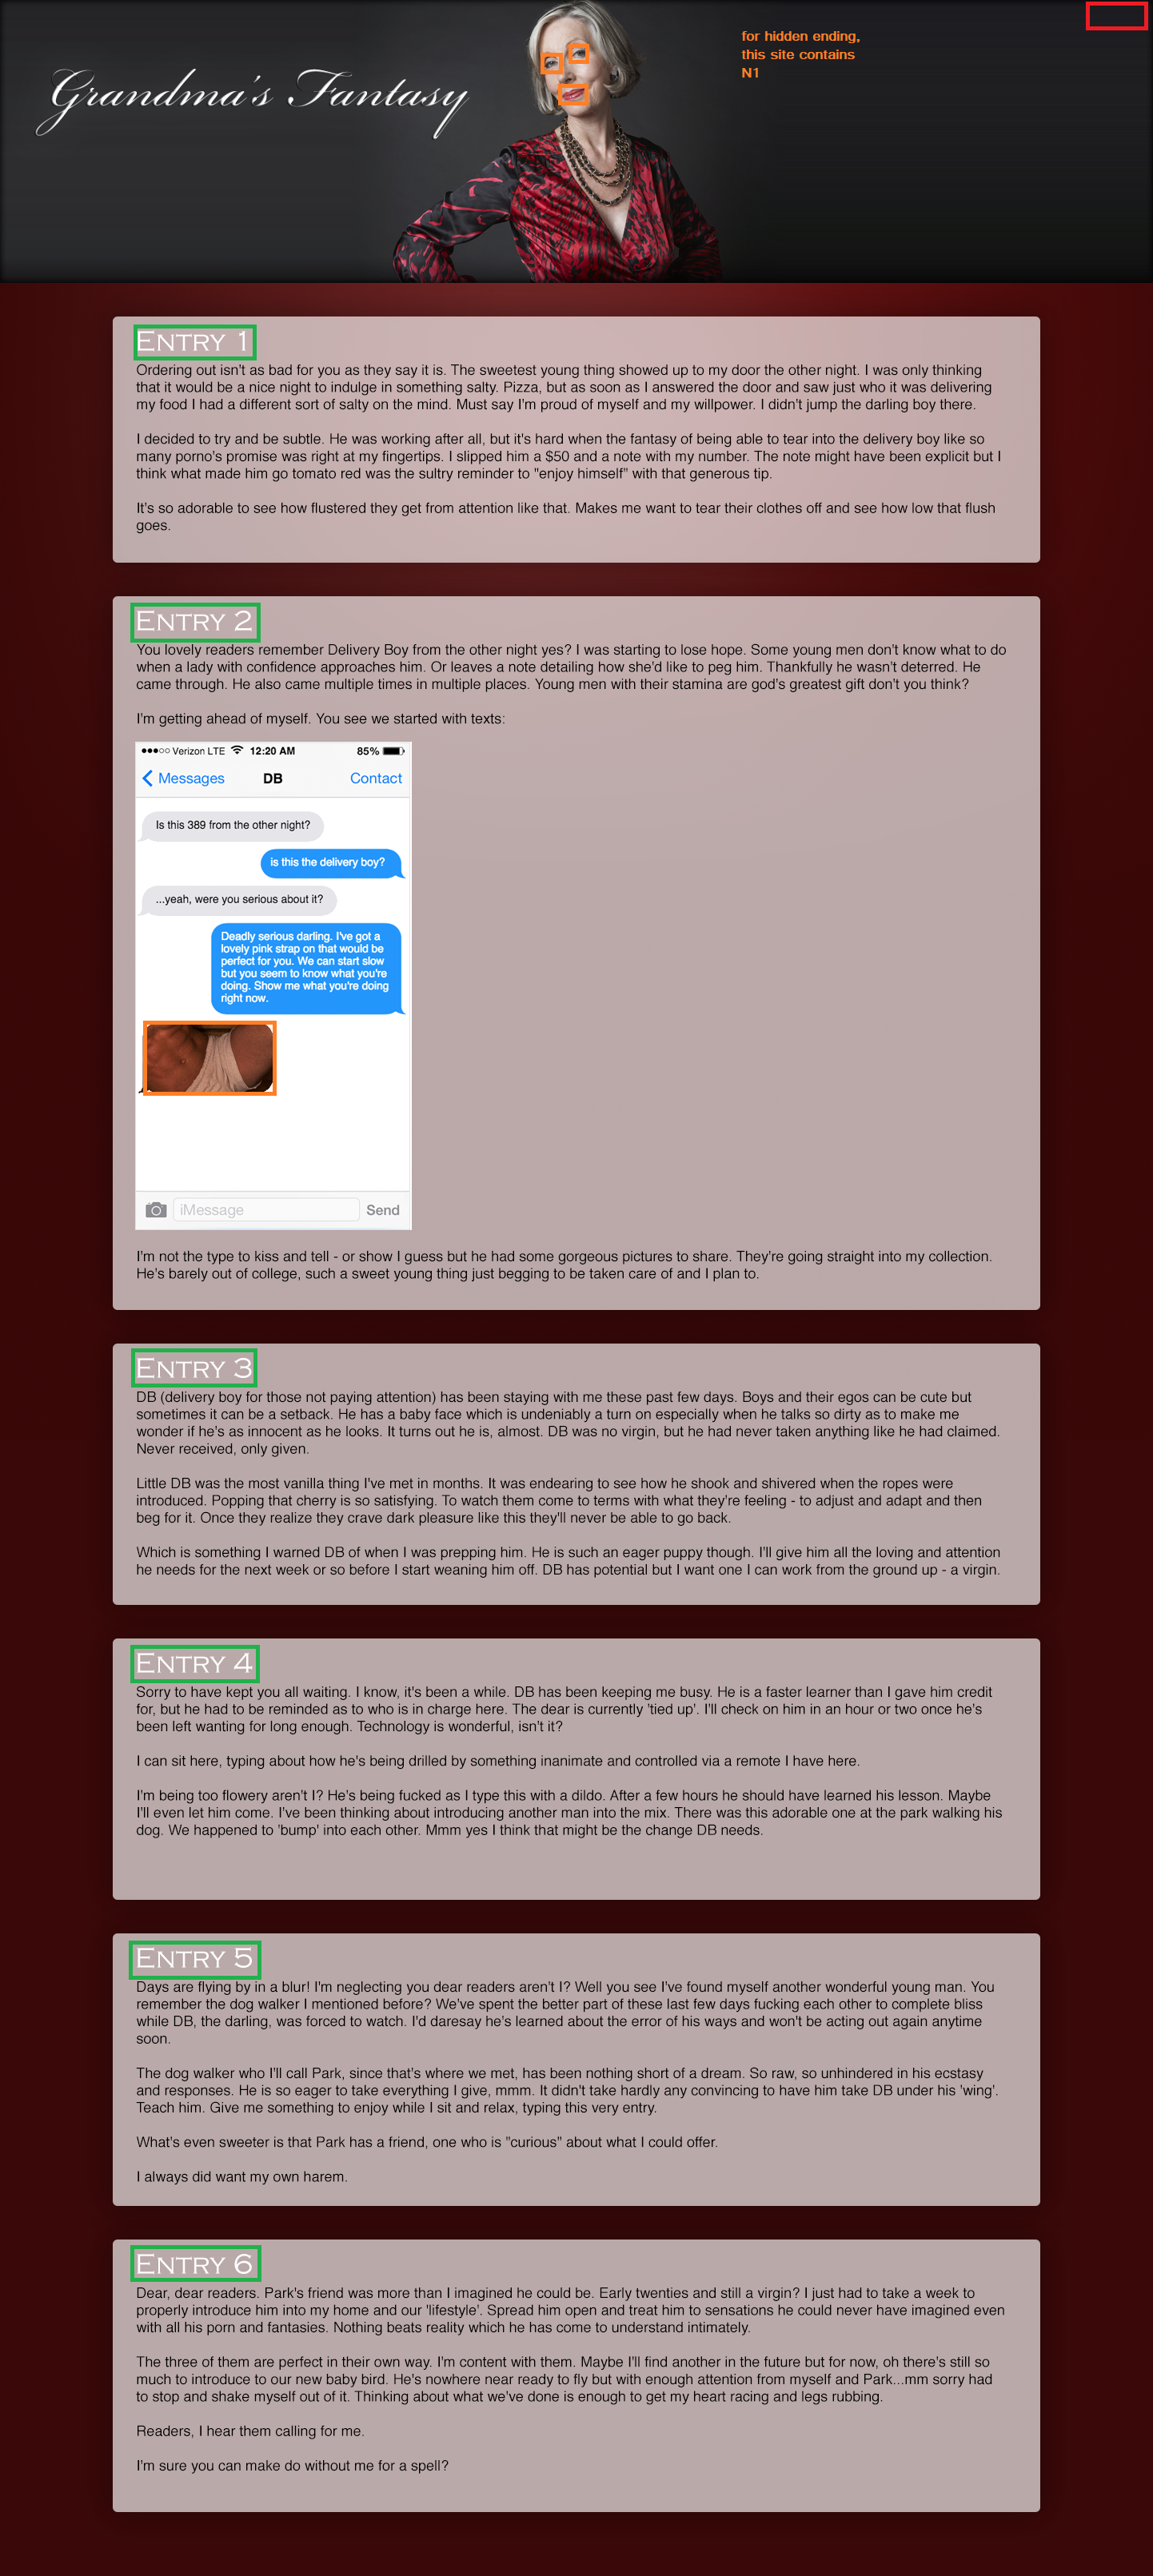 Grandma's Fantasy
for hidden ending,
this site contains
N1
Entry 1
Ordering out isn't as bad for you as they say it is. The sweetest young thing showed up to my door the other night. I was only thinking
that it would be a nice night to indulge in something salty. Pizza, but as soon as I answered the door and saw just who it was delivering
my food I had a different sort of salty on the mind. Must say I'm proud of myself and my willpower. I didn't jump the darling boy there.
I decided to try and be subtle. He was working after all, but it's hard when the fantasy of being able to tear into the delivery boy like so
many porno's promise was right at my fingertips. I slipped him a $50 and a note with my number. The note might have been explicit but I
think what made him go tomato red was the sultry reminder to "enjoy himself" with that generous tip.
It's so adorable to see how flustered they get from attention like that. Makes me want to tear their clothes off and see how low that flush
goes.
Entry 2
You lovely readers remember Delivery Boy from the other night yes? I was starting to lose hope. Some young men don't know what to do
when a lady with confidence approaches him. Or leaves a note detailing how she'd like to peg him. Thankfully he wasn't deterred. He
came through. He also came multiple times in multiple places. Young men with their stamina are god's greatest gift don't you think?
I'm getting ahead of myself. You see we started with texts:
Verizon LTE 12:20 AM 85%
Messages DB Contact
Is this 389 from the other night?
is this the delivery boy?
...yeah, were you serious about it?
Deadly serious darling. I've got a
lovely pink strap on that would be
perfect for you. We can start slow
but you seem to know what you're
doing. Show me what you're doing
right now.
iMessage Send
I'm not the type to kiss and tell - or show I guess but he had some gorgeous pictures to share. They're going straight into my collection.
He's barely out of college, such a sweet young thing just begging to be taken care of and I plan to.
Entry 3
DB (delivery boy for those not paying attention) has been staying with me these past few days. Boys and their egos can be cute but
sometimes it can be a setback. He has a baby face which is undeniably a turn on especially when he talks so dirty as to make me
wonder if he's as innocent as he looks. It turns out he is, almost. DB was no virgin, but he had never taken anything like he had claimed.
Never received, only given.
Little DB was the most vanilla thing I've met in months. It was endearing to see how he shook and shivered when the ropes were
introduced. Popping that cherry is so satisfying. To watch them come to terms with what they're feeling - to adjust and adapt and then
beg for it. Once they realize they crave dark pleasure like this they'll never be able to go back.
Which is something I warned DB of when I was prepping him. He is such an eager puppy though. I'll give him all the loving and attention
he needs for the next week or so before I start weaning him off. DB has potential but I want one I can work from the ground up - a virgin.
Entry 4
Sorry to have kept you all waiting. I know, it's been a while. DB has been keeping me busy. He is a faster learner than I gave him credit
for, but he had to be reminded as to who is in charge here. The dear is currently 'tied up'. I'll check on him in an hour or two once he's
been left wanting for long enough. Technology is wonderful, isn't it?
I can sit here, typing about how he's being drilled by something inanimate and controlled via a remote I have here.
I'm being too flowery aren't I? He's being fucked as I type this with a dildo. After a few hours he should have learned his lesson. Maybe
I'll even let him come. I've been thinking about introducing another man into the mix. There was this adorable one at the park walking his
dog. We happened to 'bump' into each other. Mmm yes I think that might be the change DB needs.
Entry 5
Days are flying by in a blur! I'm neglecting you dear readers aren't I? Well you see I've found myself another wonderful young man. You
remember the dog walker I mentioned before? We've spent the better part of these last few days fucking each other to complete bliss
while DB, the darling, was forced to watch. I'd daresay he's learned about the error of his ways and won't be acting out again anytime
soon.
The dog walker who I'll call Park, since that's where we met, has been nothing short of a dream. So raw, so unhindered in his ecstasy
and responses. He is so eager to take everything I give, mmm. It didn't take hardly any convincing to have him take DB under his 'wing'.
Teach him. Give me something to enjoy while I sit and relax, typing this very entry.
What's even sweeter is that Park has a friend, one who is "curious" about what I could offer.
I always did want my own harem.
Entry 6
Dear, dear readers. Park's friend was more than I imagined he could be. Early twenties and still a virgin? I just had to take a week to
properly introduce him into my home and our 'lifestyle'. Spread him open and treat him to sensations he could never have imagined even
with all his porn and fantasies. Nothing beats reality which he has come to understand intimately.
The three of them are perfect in their own way. I'm content with them. Maybe I'll find another in the future but for now, oh there's still so
much to introduce to our new baby bird. He's nowhere near ready to fly but with enough attention from myself and Park...mm sorry had
to stop and shake myself out of it. Thinking about what we've done is enough to get my heart racing and legs rubbing.
Readers, I hear them calling for me.
I'm sure you can make do without me for a spell?